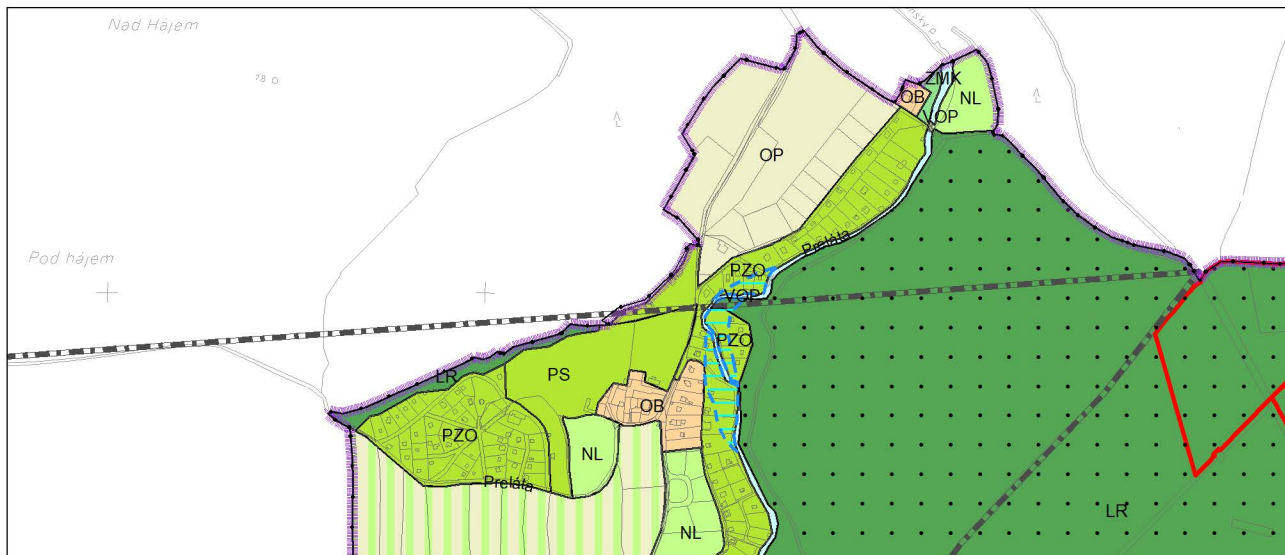 Nad Hájem
ZMK
OB
NL
VOP
OP
Preláta
Pod hájem
PZO
VOP
PZO
LR
PS
OB
PZO
NL
Preláta
LR
NL